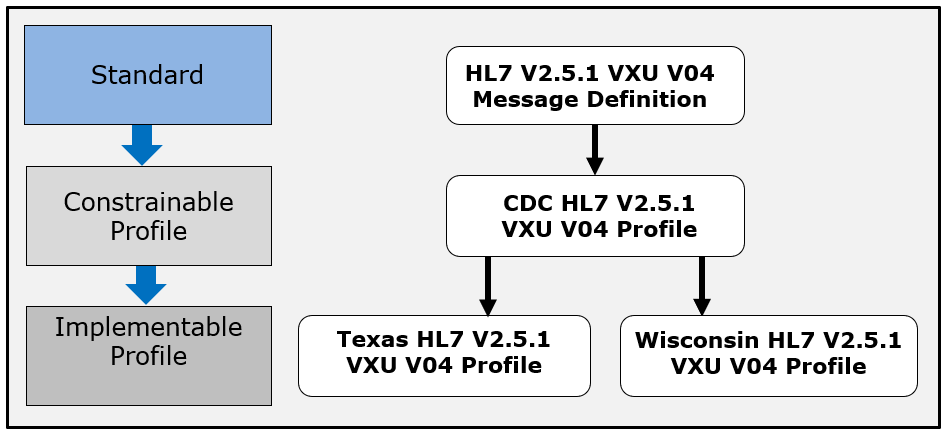 Standard
HL7 V2.5.1 VXU V04
Message Definition
Constrainable
Profile
CDC HL7 V2.5.1
VXU V04 Profile
Implementable
Profile
Texas HL7 V2.5.1
VXU V04 Profile
Wisconsin HL7 V2.5.1
VXU V04 Profile